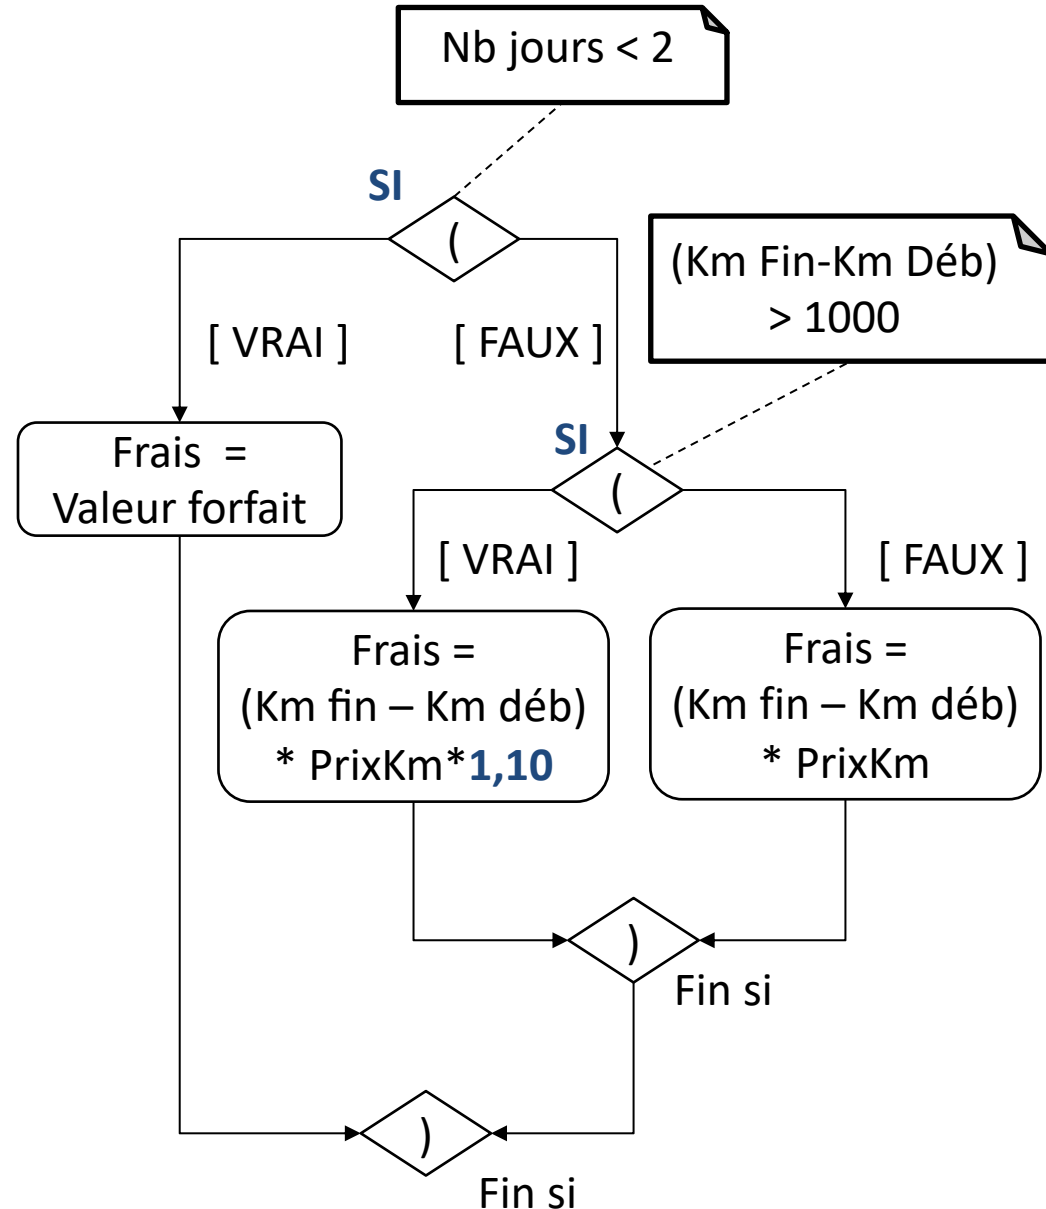 Nb jours < 2
SI
(
(Km Fin-Km Déb)
> 1000
[ VRAI ]
[ FAUX ]
Frais =
Valeur forfait
SI
(
[ VRAI ]
[ FAUX ]
Frais =
(Km fin – Km déb)
* PrixKm*1,10
Frais =
(Km fin – Km déb)
* PrixKm
)
Fin si
)
Fin si